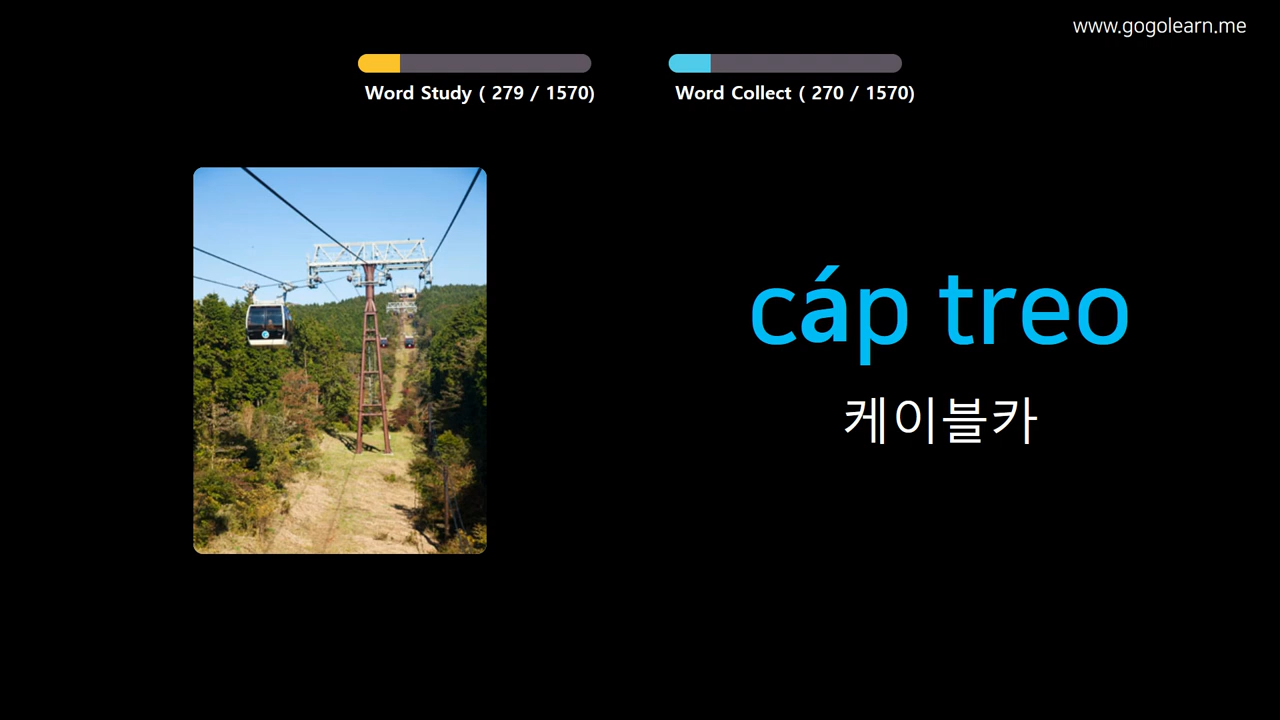 www.gogolearn.me
Word Study ( 279 / 1570)
Word Collect ( 270 / 1570)
cáp treo
케이블카